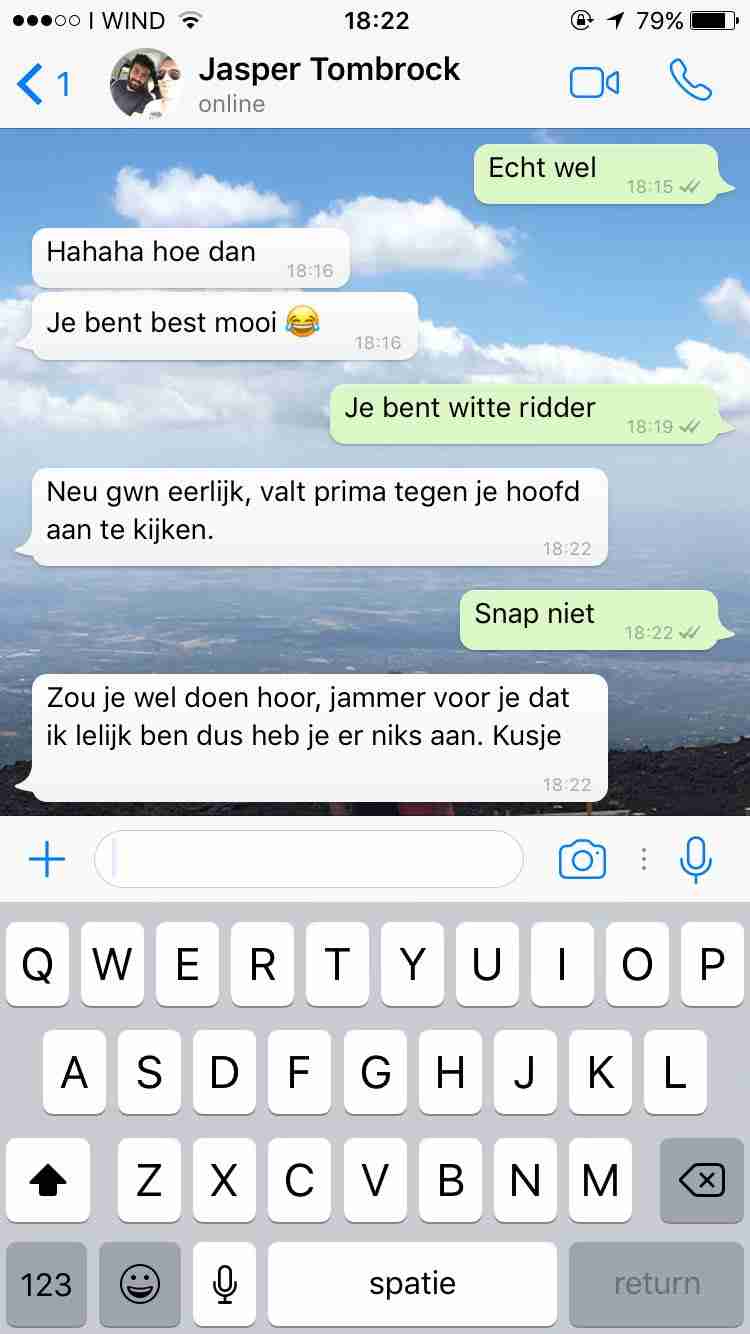 I WIND 18:22 79%
1 Jasper Tombrock
online
Echt wel
18:15
Hahaha hoe dan
18:16
Je bent best mooi 😂
18:16
Je bent witte ridder
18:19
Neu gwn eerlijk, valt prima tegen je hoofd
aan te kijken.
18:22
Snap niet
18:22
Zou je wel doen hoor, jammer voor je dat
ik lelijk ben dus heb je er niks aan. Kusje
18:22
Q W E R T Y U I O P
A S D F G H J K L
Z X C V B N M
123 spatie return